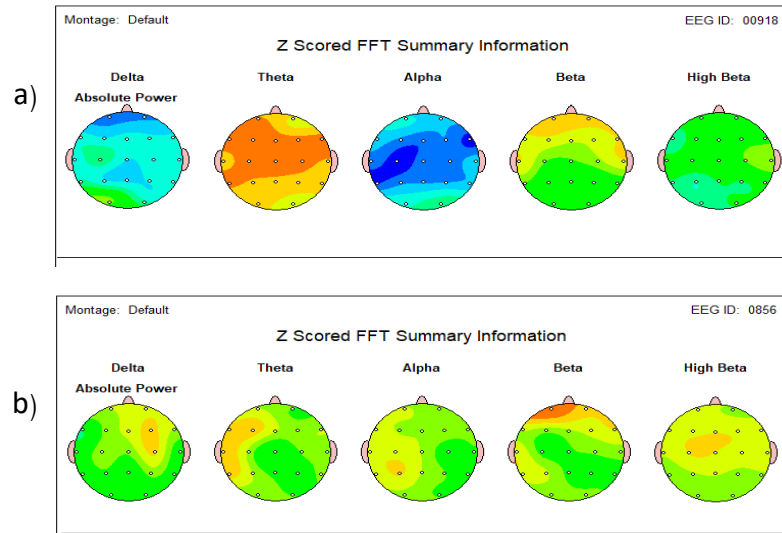 Montage: Default EEG ID: 00918
Z Scored FFT Summary Information
Delta Theta Alpha Beta High Beta
Absolute Power
a)
Montage: Default EEG ID: 0856
Z Scored FFT Summary Information
Delta Theta Alpha Beta High Beta
Absolute Power
b)